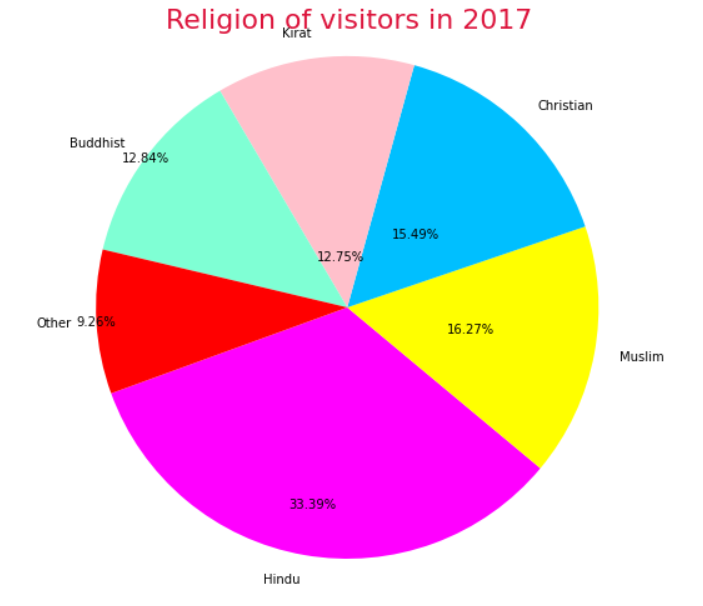 Religion of visitors in 2017
Kirat
Christian
Buddhist
12.84%
15.49%
12.75%
Other 9.26%
16.27%
Muslim
33.39%
Hindu